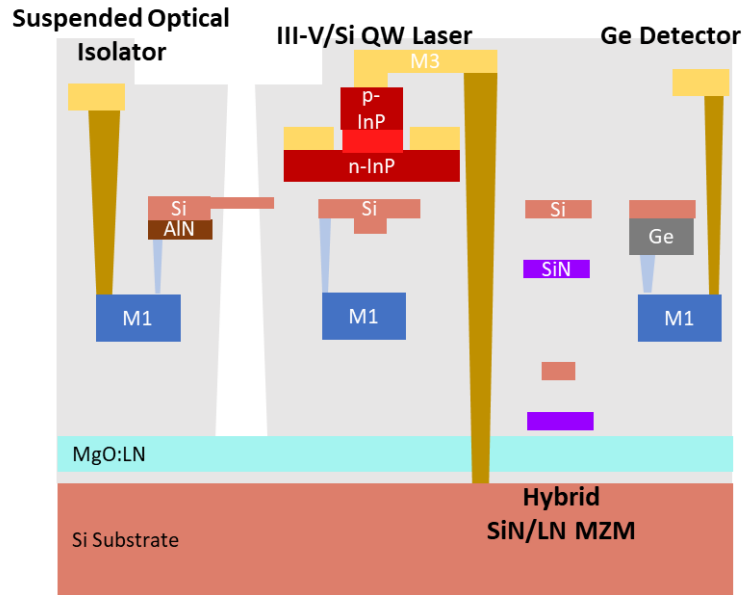 Suspended Optical
Isolator
III-V/Si QW Laser
Ge Detector
M3
p-
InP
n-InP
Si
AlN
Si
Si
Ge
SiN
M1
M1
M1
MgO:LN
Hybrid
SiN/LN MZM
Si Substrate